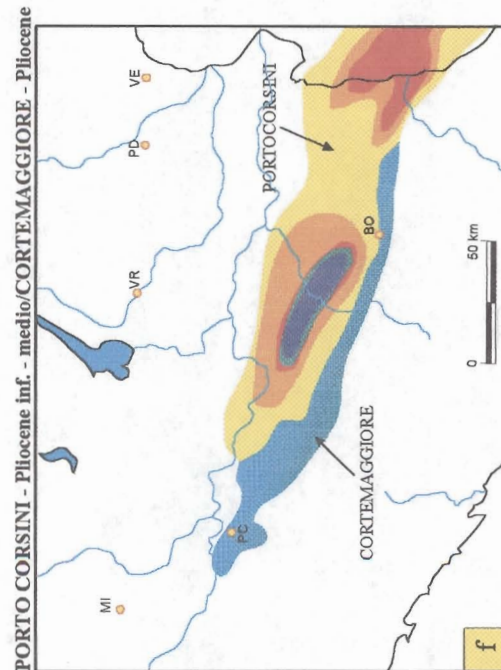 PORTO CORSINI - Pliocene inf. - medio/CORTEMAGGIORE - Pliocene
MI
VR
PD
VE
PC
BO
PORTOCORSINI
CORTEMAGGIORE
0 50 km
f